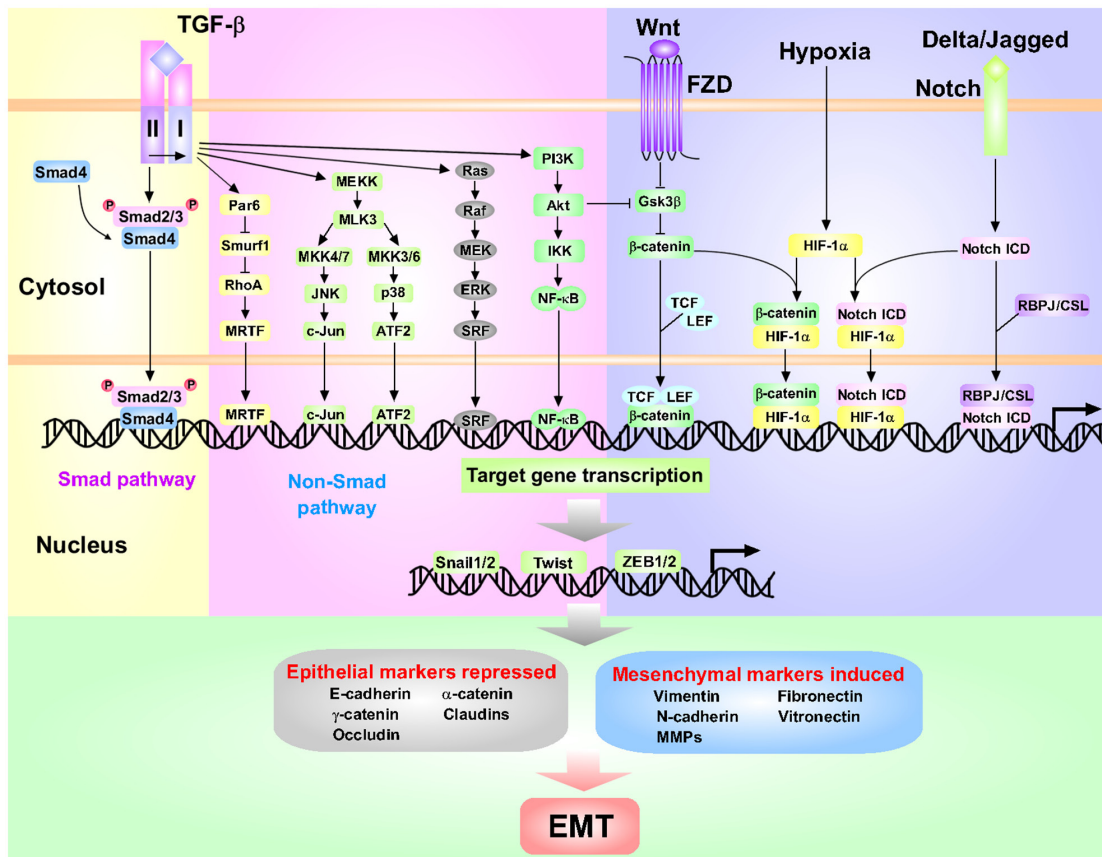 TGF-β
Wnt
Hypoxia
Delta/Jagged
FZD
Notch
II
I
Smad4
P
P
Smad2/3
Smad4
Par6
Smurf1
RhoA
MRTF
MEKK
MLK3
MKK4/7
MKK3/6
JNK
p38
c-Jun
ATF2
Ras
Raf
MEK
ERK
SRF
PI3K
Akt
IKK
NF-κB
Gsk3β
β-catenin
TCF
LEF
HIF-1α
Notch ICD
RBPJ/CSL
β-catenin
HIF-1α
Notch ICD
HIF-1α
Cytosol
P
P
Smad2/3
Smad4
MRTF
c-Jun
ATF2
SRF
NF-κB
TCF LEF
β-catenin
β-catenin
HIF-1α
Notch ICD
HIF-1α
RBPJ/CSL
Notch ICD
Smad pathway
Non-Smad
pathway
Target gene transcription
Nucleus
Snail1/2
Twist
ZEB1/2
Epithelial markers repressed
E-cadherin α-catenin
γ-catenin Claudins
Occludin
Mesenchymal markers induced
Vimentin Fibronectin
N-cadherin Vitronectin
MMPs
EMT